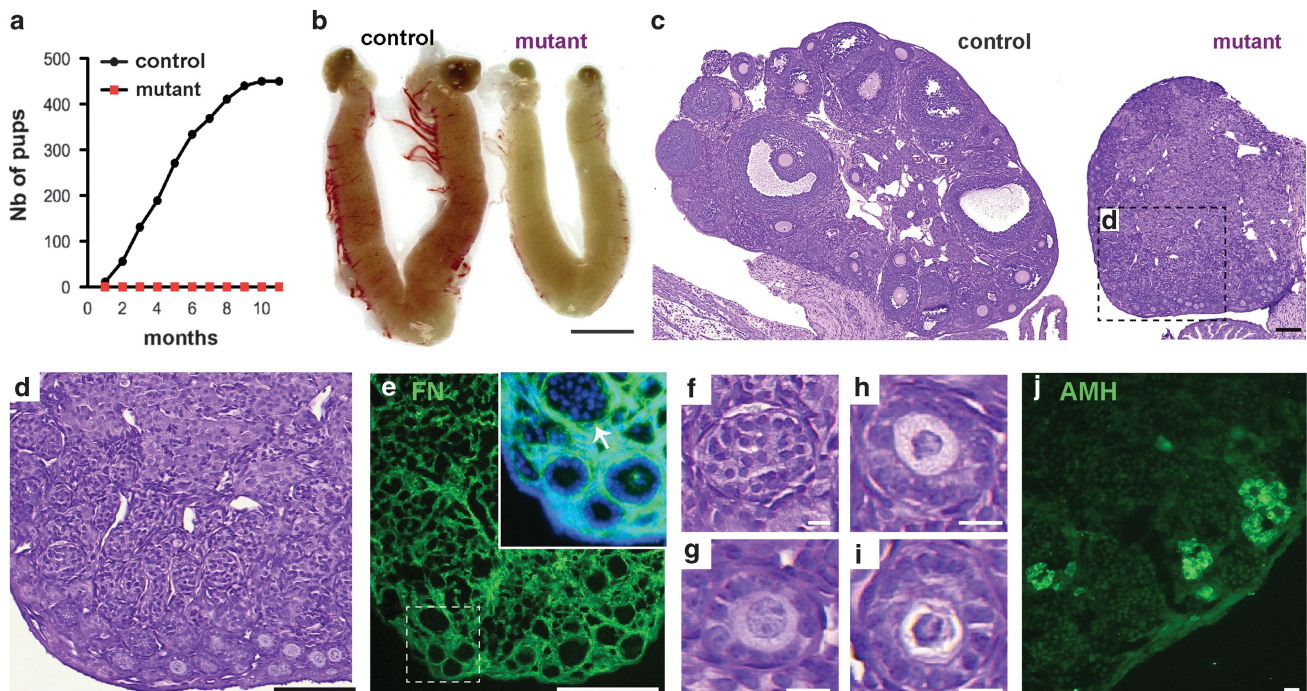 a
500
400
300
200
100
0
Nb of pups
control
mutant
0 2 4 6 8 10
months
b
control
mutant
c
control
mutant
d
d
e FN
f
h
g
i
j AMH